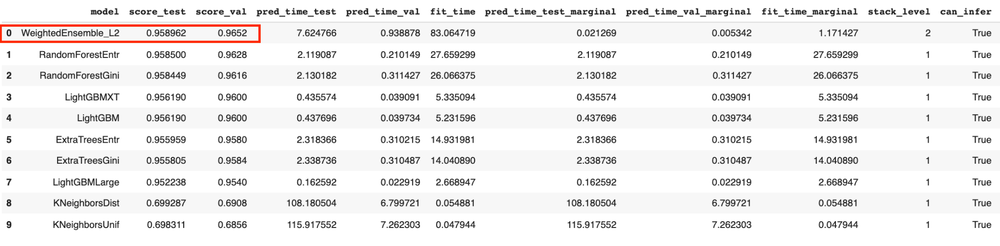 model score_test score_val pred_time_test pred_time_val fit_time pred_time_test_marginal pred_time_val_marginal fit_time_marginal stack_level can_infer
0 WeightedEnsemble_L2 0.958962 0.9652 7.624766 0.938878 83.064719 0.021269 0.005342 1.171427 2 True
1 RandomForestEntr 0.958500 0.9628 2.119087 0.210149 27.659299 2.119087 0.210149 27.659299 1 True
2 RandomForestGini 0.958449 0.9616 2.130182 0.311427 26.066375 2.130182 0.311427 26.066375 1 True
3 LightGBMXT 0.956190 0.9600 0.435574 0.039091 5.335094 0.435574 0.039091 5.335094 1 True
4 LightGBM 0.956190 0.9600 0.437696 0.039734 5.231596 0.437696 0.039734 5.231596 1 True
5 ExtraTreesEntr 0.955959 0.9580 2.318366 0.310215 14.931981 2.318366 0.310215 14.931981 1 True
6 ExtraTreesGini 0.955805 0.9584 2.338736 0.310487 14.040890 2.338736 0.310487 14.040890 1 True
7 LightGBMLarge 0.952238 0.9540 0.162592 0.022919 2.668947 0.162592 0.022919 2.668947 1 True
8 KNeighborsDist 0.699287 0.6908 108.180504 6.799721 0.054881 108.180504 6.799721 0.054881 1 True
9 KNeighborsUnif 0.698311 0.6856 115.917552 7.262303 0.047944 115.917552 7.262303 0.047944 1 True